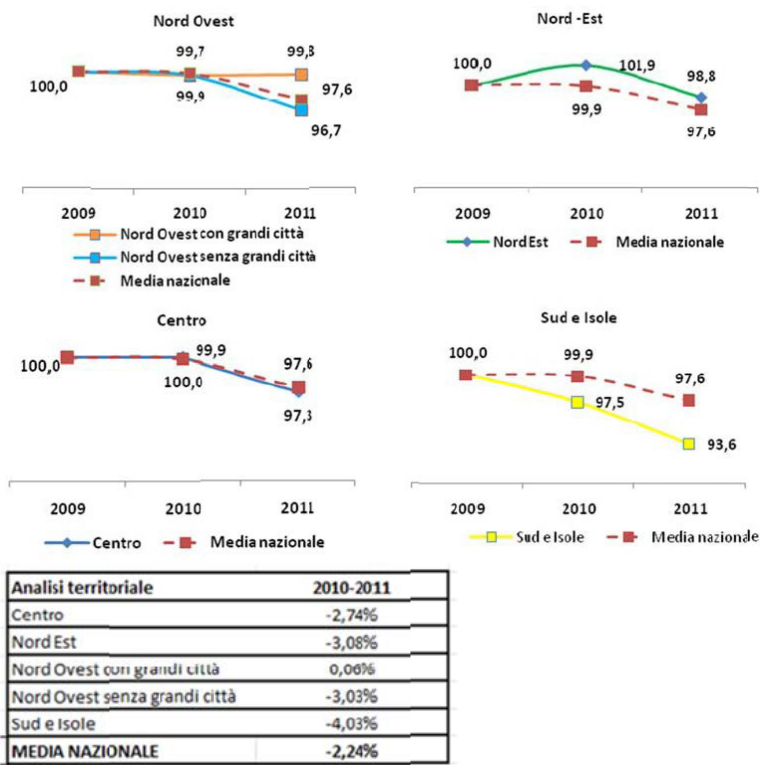 Nord Ovest
99,7
99,8
100,0
97,6
99,9
96,7
2009 2010 2011
Nord Ovest con grandi città
Nord Ovest senza grandi città
Media nazionale
Nord -Est
100,0
101,9
98,8
99,9
97,6
2009 2010 2011
Nord Est Media nazionale
Centro
99,9
97,6
100,0
100,0
97,3
2009 2010 2011
Centro Media nazionale
Sud e Isole
100,0
99,9
97,6
97,5
93,6
2009 2010 2011
Sud e Isole Media nazionale
Analisi territoriale 2010-2011
Centro -2,74%
Nord Est -3,08%
Nord Ovest con grandi città 0,06%
Nord Ovest senza grandi città -3,03%
Sud e Isole -4,03%
MEDIA NAZIONALE -2,24%